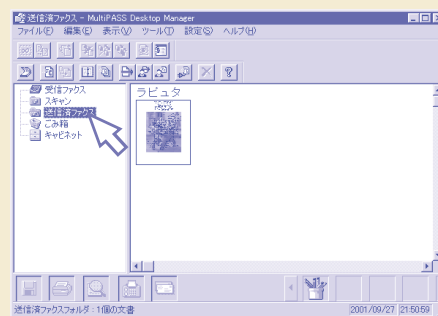 送信済ファクス - MultiPASS Desktop Manager
ファイル(F) 編集(E) 表示(V) ツール(T) 設定(S) ヘルプ(H)
受信ファクス
スキャン
送信済ファクス
ごみ箱
キャビネット
ラピュタ
送信済ファクスフォルダ:1個の文書
2001/09/27 21:50:59